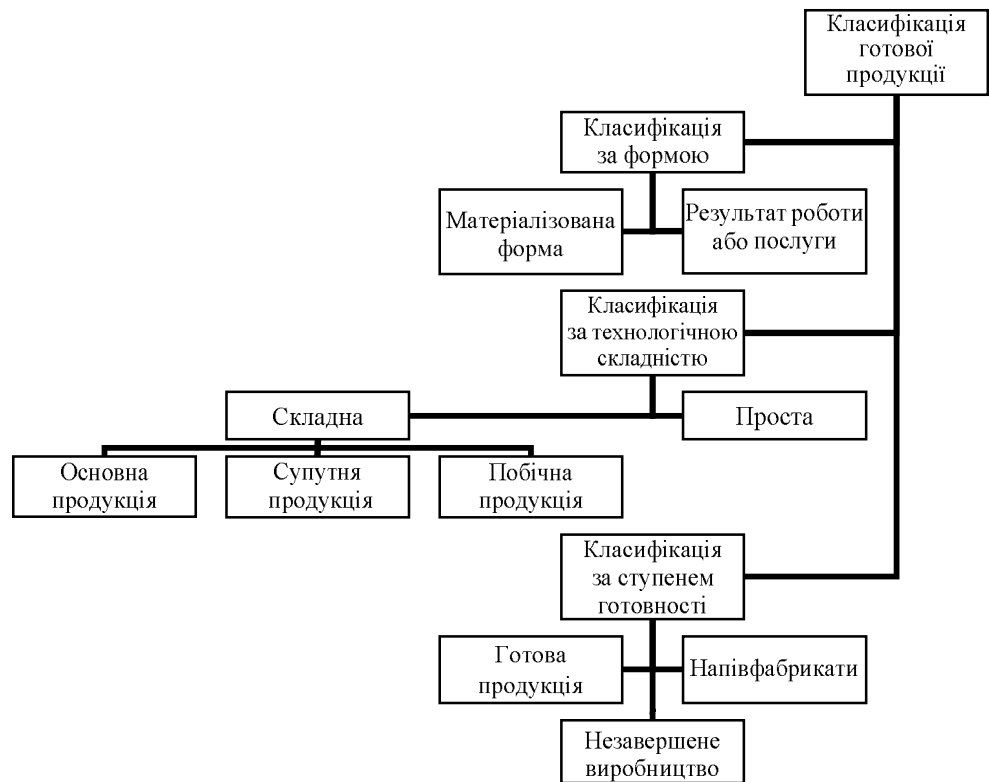 Класифікація
готової
продукції
Класифікація
за формою
Матеріалізована
форма
Результат роботи
або послуги
Класифікація
за технологічною
складністю
Складна
Проста
Основна
продукція
Супутня
продукція
Побічна
продукція
Класифікація
за ступенем
готовності
Готова
продукція
Напівфабрикати
Незавершене
виробництво